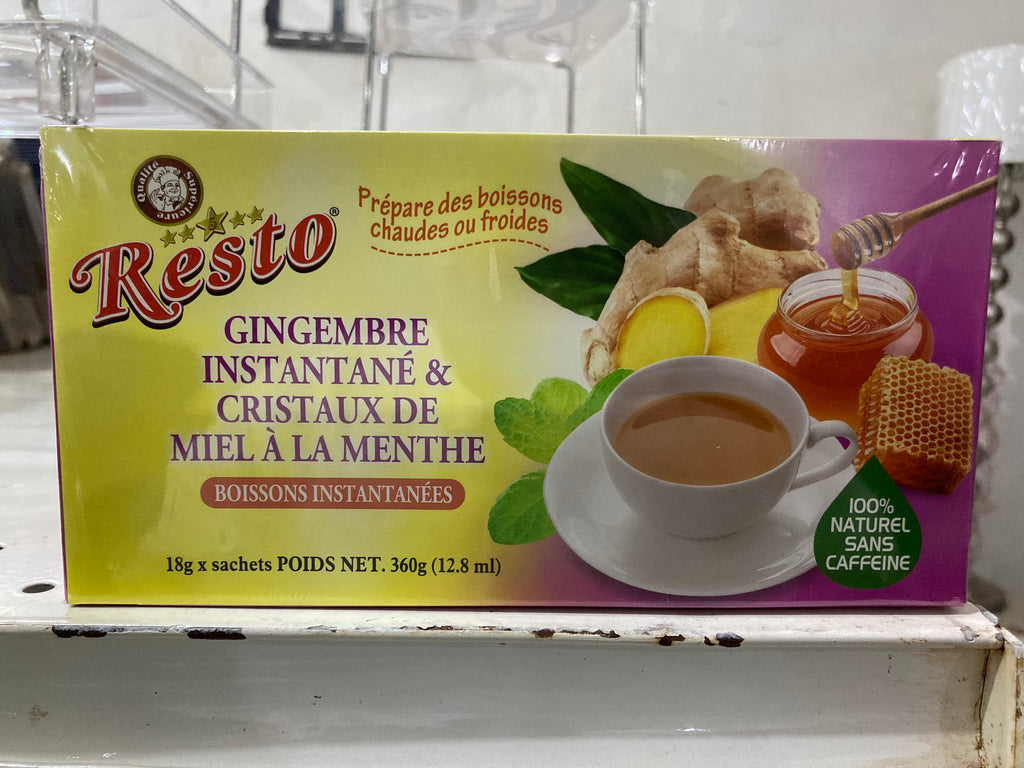 Qualité Supérieure
Resto®
Prépare des boissons
chaudes ou froides
GINGEMBRE
INSTANTANÉ &
CRISTAUX DE
MIEL À LA MENTHE
BOISSONS INSTANTANÉES
18g x sachets POIDS NET. 360g (12.8 ml)
100%
NATUREL
SANS
CAFFEINE